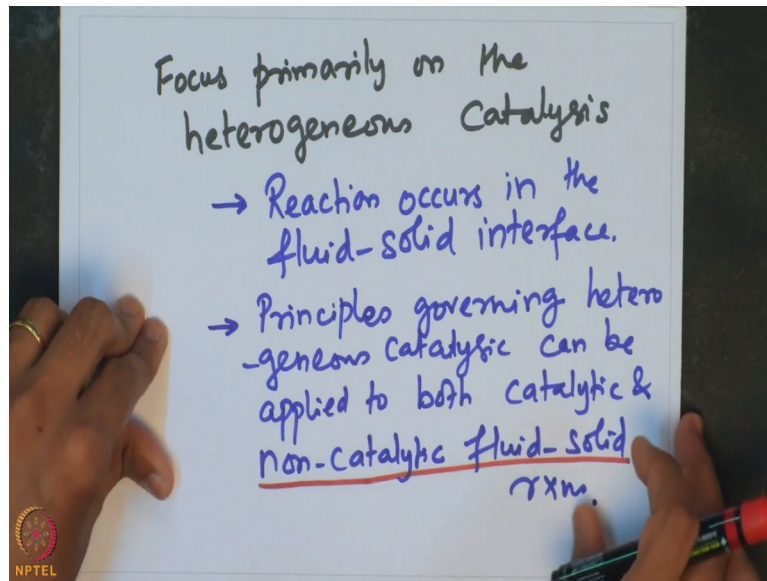 Focus primarily on the
heterogeneous Catalysis
→ Reaction occurs in the
fluid-solid interface.
→ Principles governing hetero
-geneous Catalysic can be
applied to both catalytic &
non-catalytic fluid-solid
rxn.
NPTEL